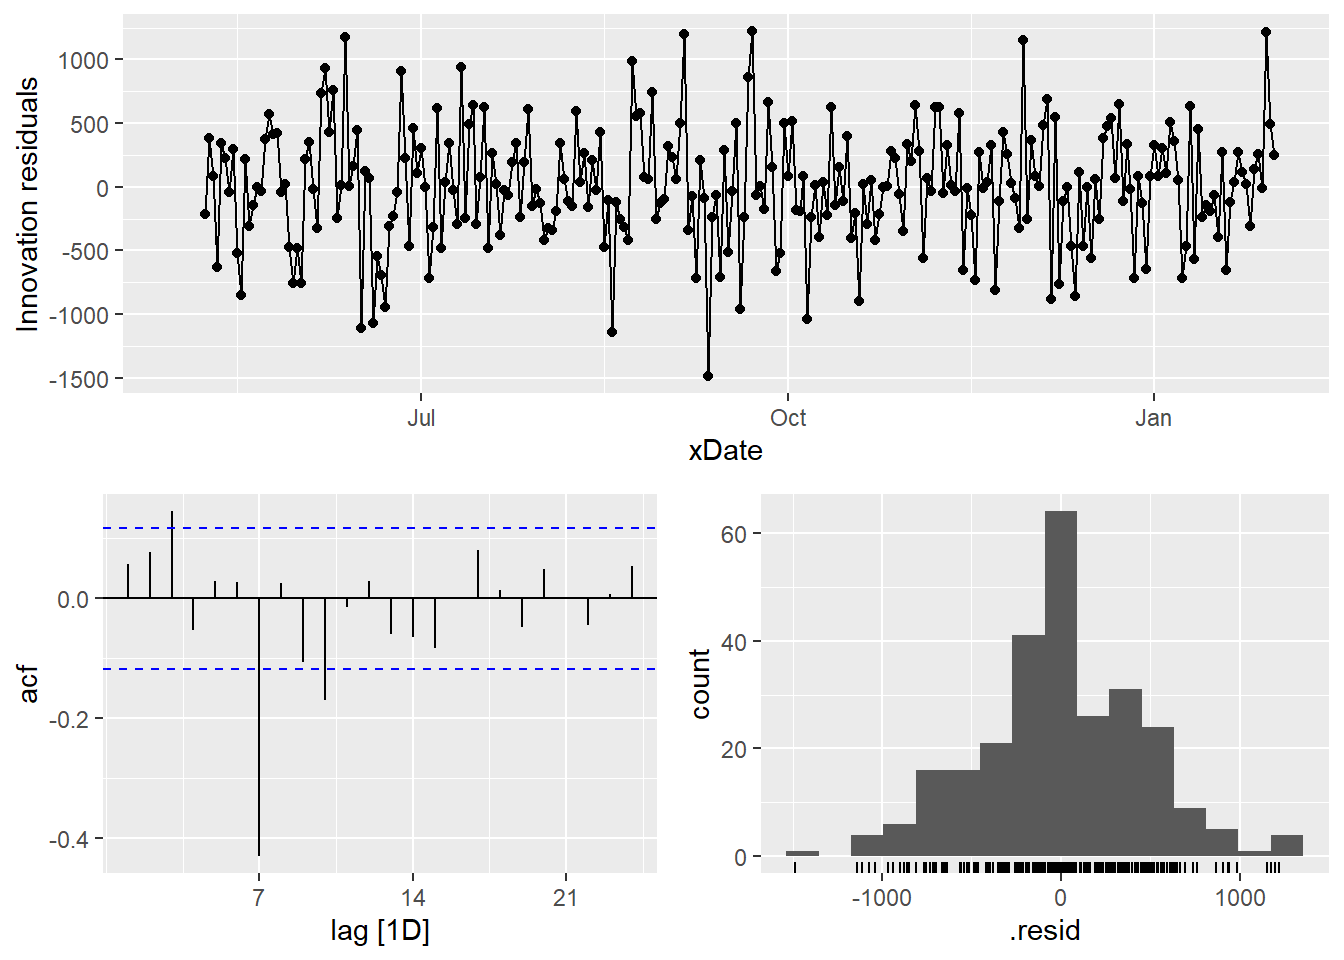 1000
500
0
-500
-1000
-1500
Innovation residuals
Jul Oct Jan
xDate
0.0
-0.2
-0.4
acf
7 14 21
lag [1D]
60
40
20
0
count
-1000 0 1000
.resid